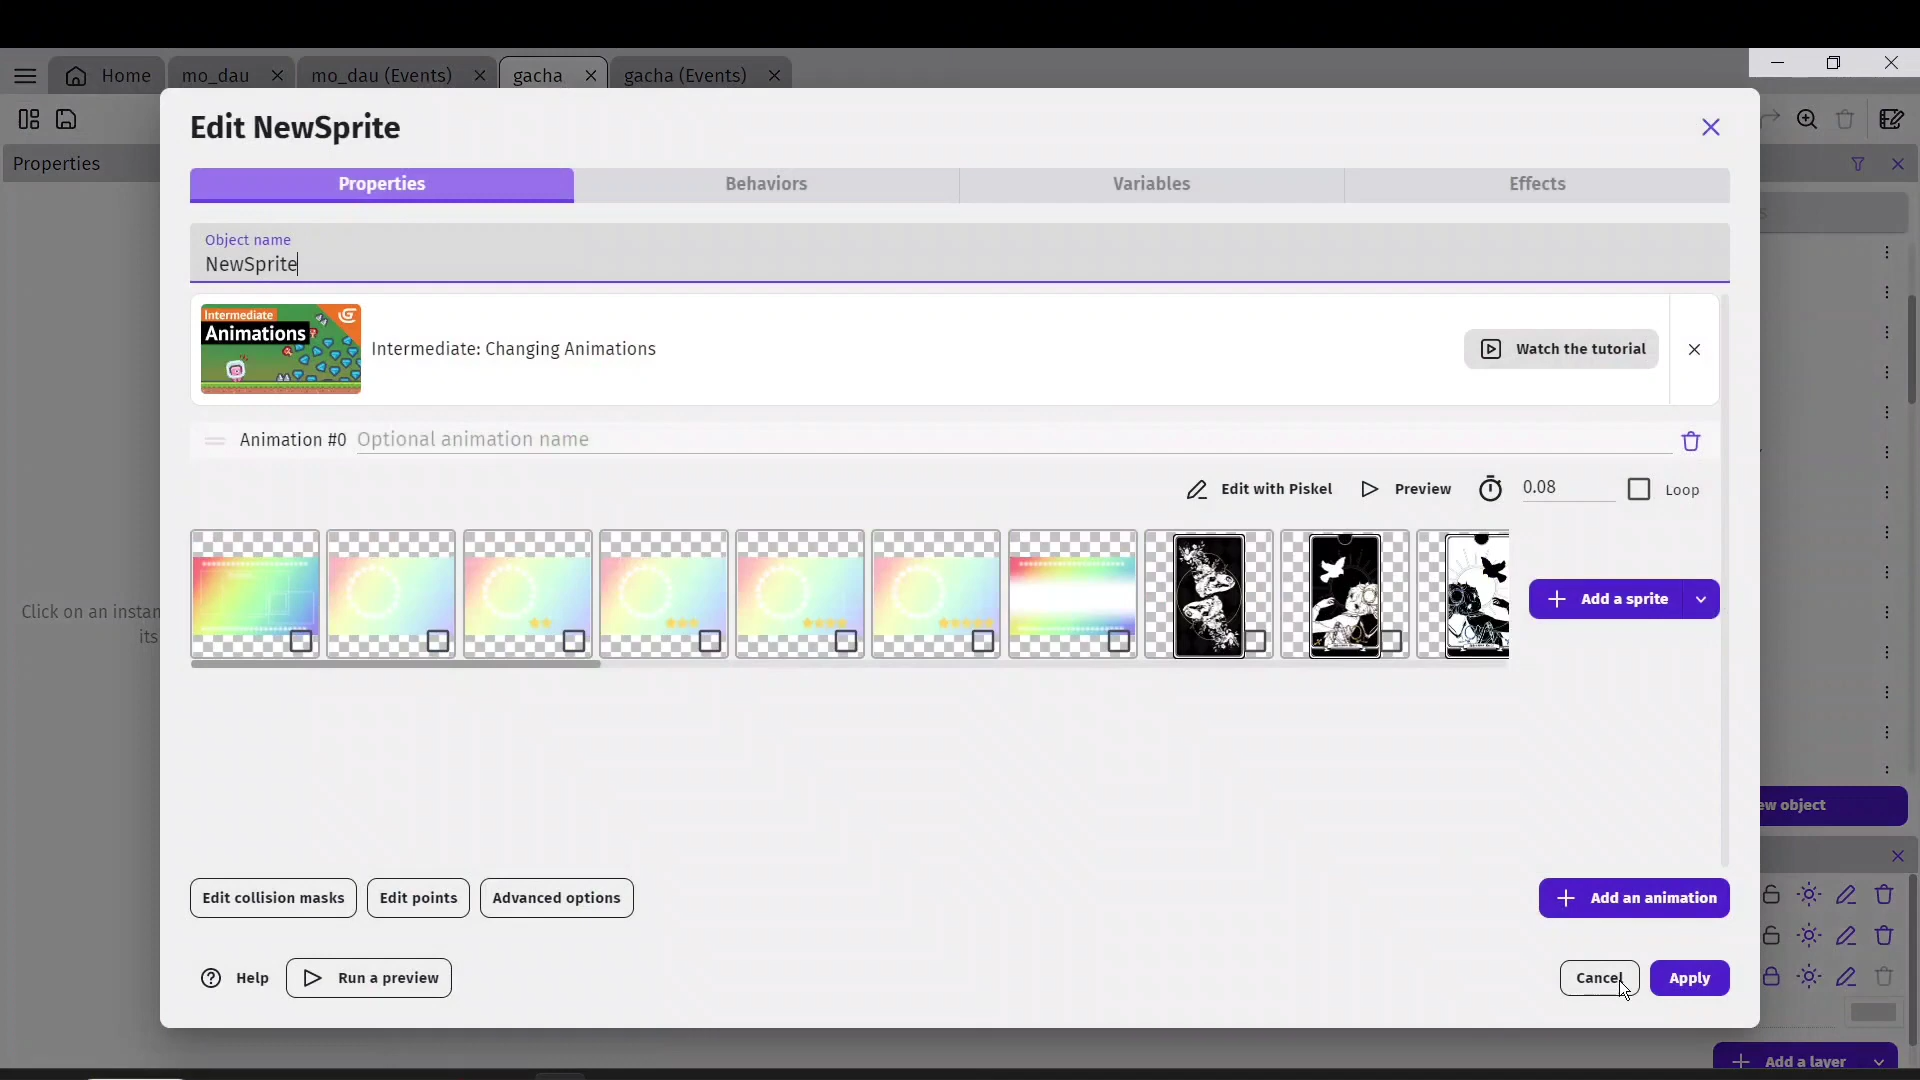 Home
mo_dau
mo_dau (Events)
gacha
gacha (Events)
Properties
Edit NewSprite
Properties
Behaviors
Variables
Effects
Object name
NewSprite
Intermediate
Animations
Intermediate: Changing Animations
Watch the tutorial
Animation #0
Optional animation name
Edit with Piskel
Preview
0.08
Loop
Click on an instan
its
Add a sprite
ew object
Edit collision masks
Edit points
Advanced options
Add an animation
Help
Run a preview
Cancel
Apply
Add a layer